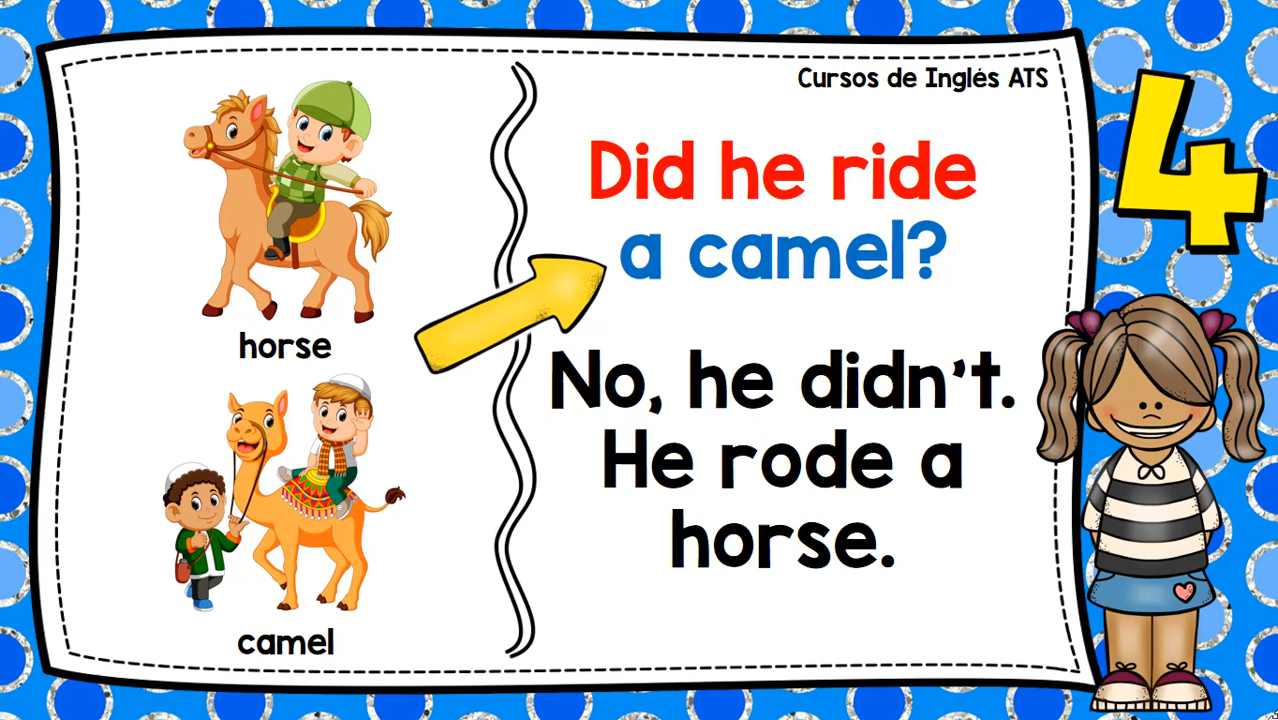 Cursos de Inglés ATS
4
Did he ride
a camel?
No, he didn't.
He rode a
horse.
horse
camel